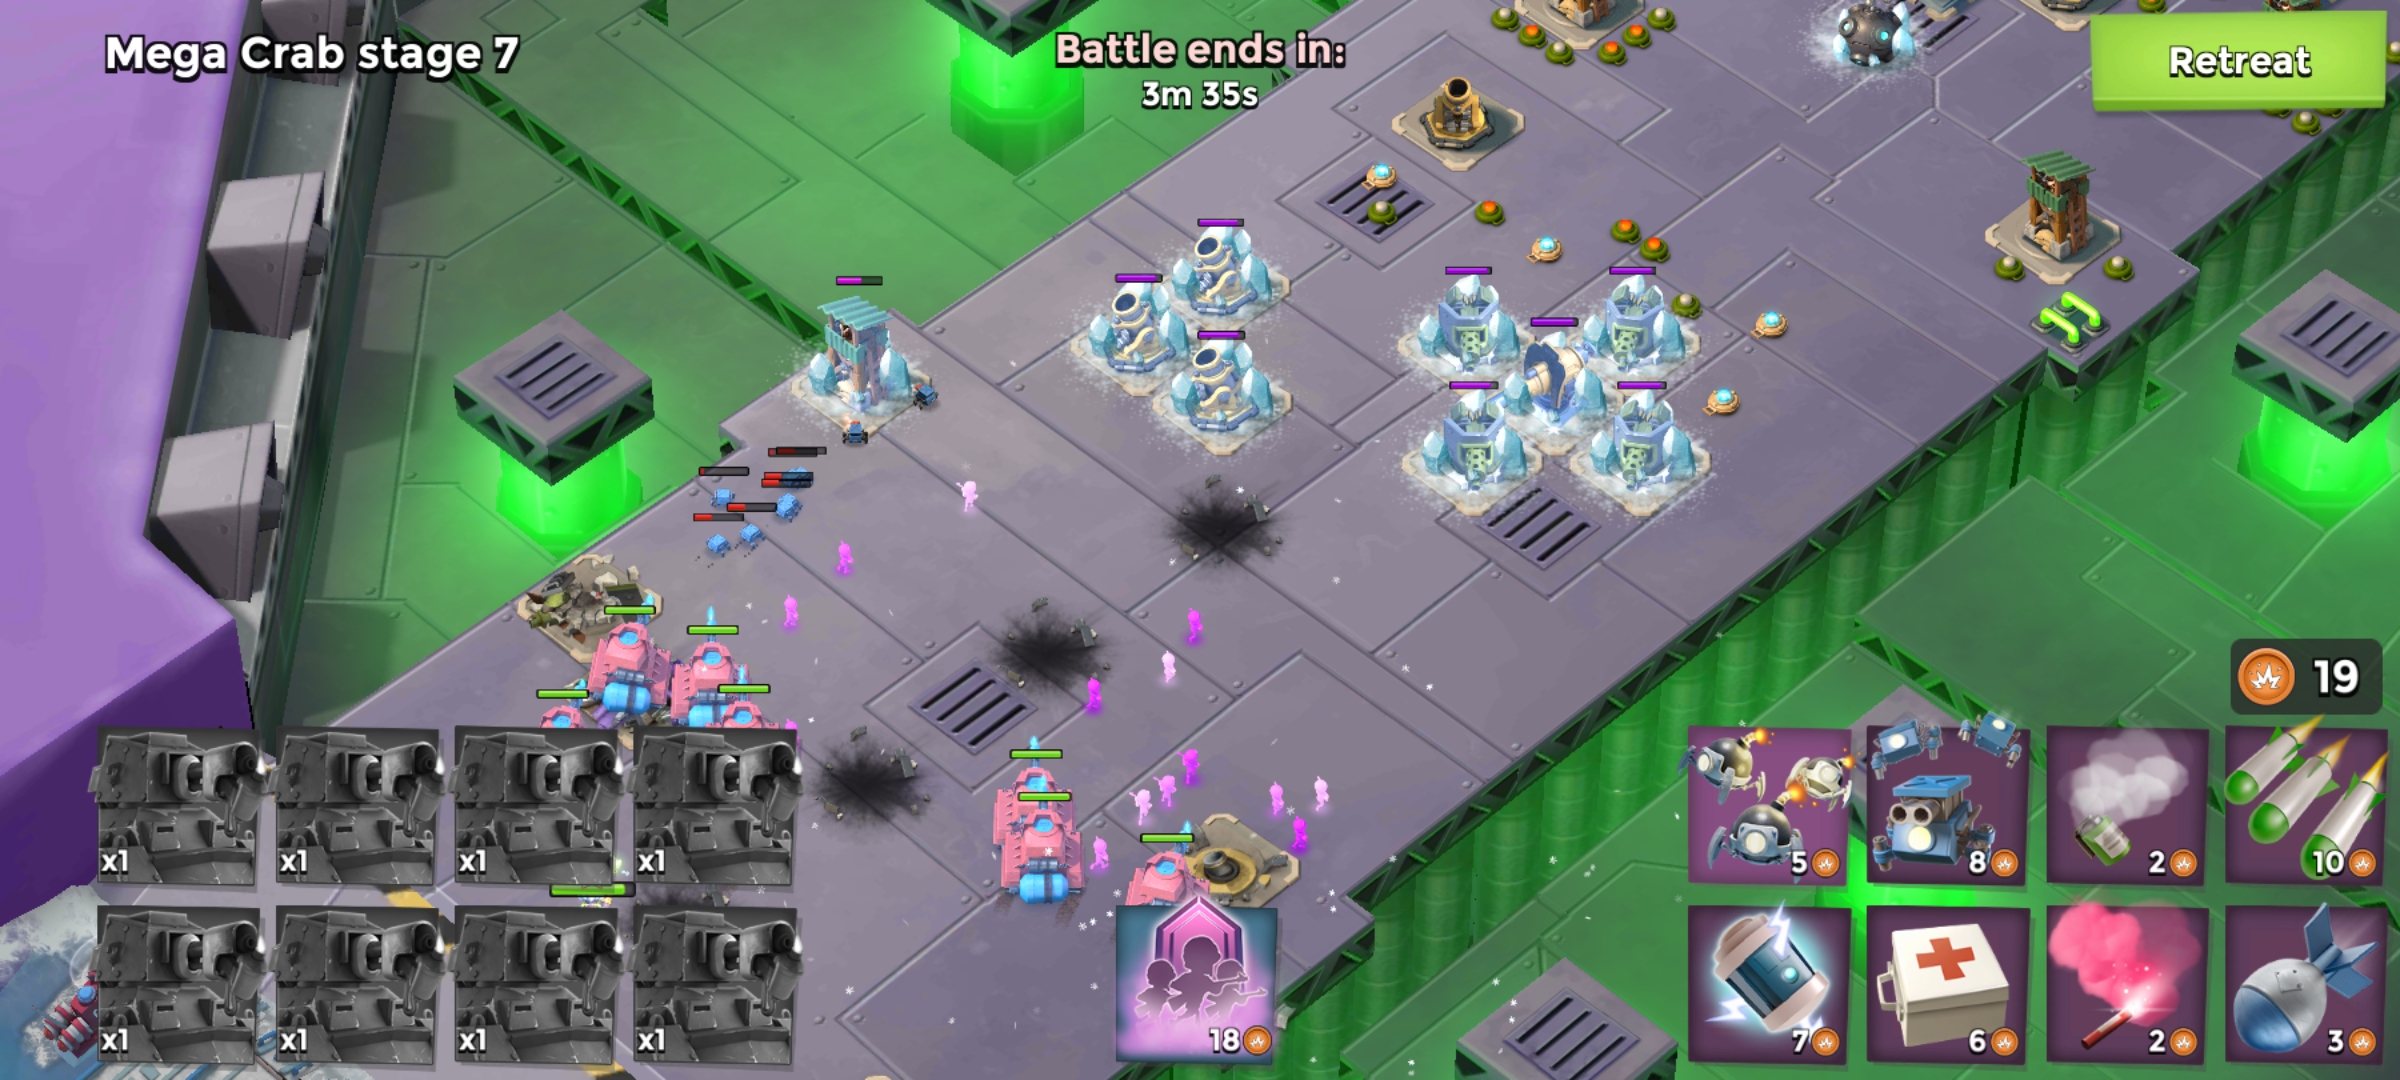 Mega Crab stage 7
Battle ends in:
3m 35s
Retreat
19
x1 x1 x1 x1
5 8 2 10
x1 x1 x1 x1
18
7 6 2 3